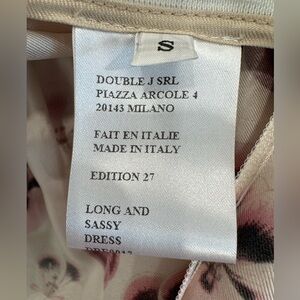 S
DOUBLE J SRL
PIAZZA ARCOLE 4
20143 MILANO
FAIT EN ITALIE
MADE IN ITALY
EDITION 27
LONG AND
SASSY
DRESS